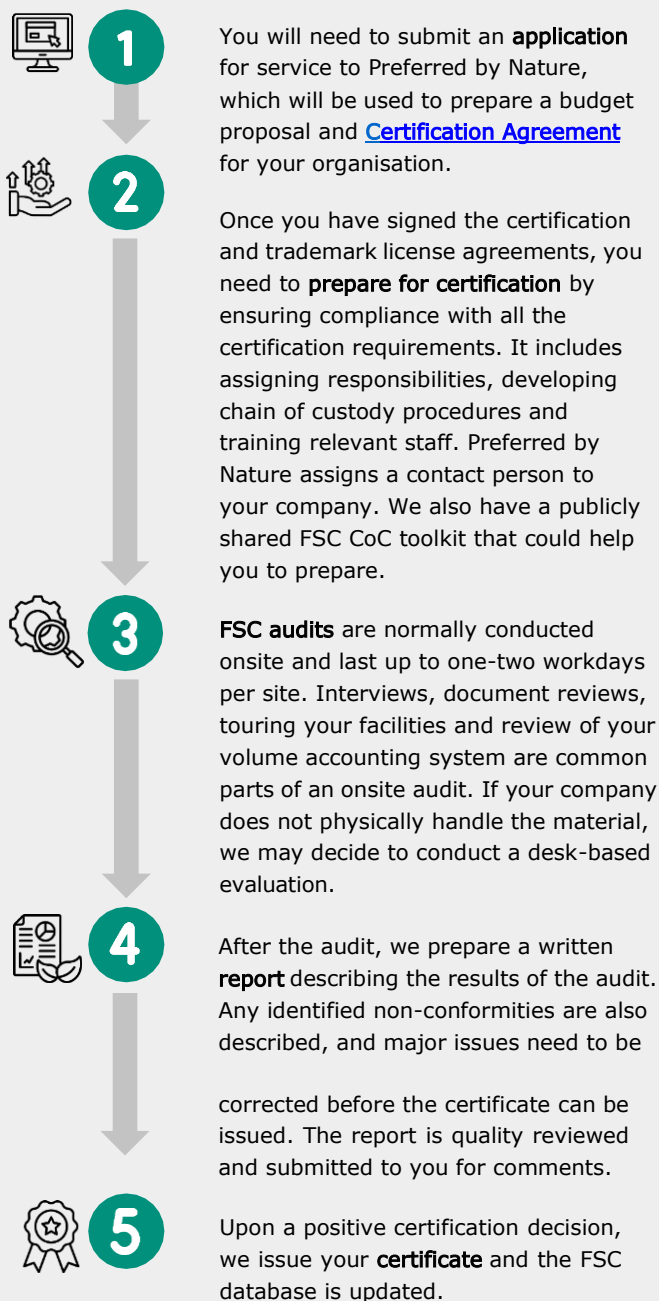 1
You will need to submit an application
for service to Preferred by Nature,
which will be used to prepare a budget
proposal and Certification Agreement
for your organisation.
2
Once you have signed the certification
and trademark license agreements, you
need to prepare for certification by
ensuring compliance with all the
certification requirements. It includes
assigning responsibilities, developing
chain of custody procedures and
training relevant staff. Preferred by
Nature assigns a contact person to
your company. We also have a publicly
shared FSC CoC toolkit that could help
you to prepare.
3
FSC audits are normally conducted
onsite and last up to one-two workdays
per site. Interviews, document reviews,
touring your facilities and review of your
volume accounting system are common
parts of an onsite audit. If your company
does not physically handle the material,
we may decide to conduct a desk-based
evaluation.
4
After the audit, we prepare a written
report describing the results of the audit.
Any identified non-conformities are also
described, and major issues need to be
corrected before the certificate can be
issued. The report is quality reviewed
and submitted to you for comments.
5
Upon a positive certification decision,
we issue your certificate and the FSC
database is updated.